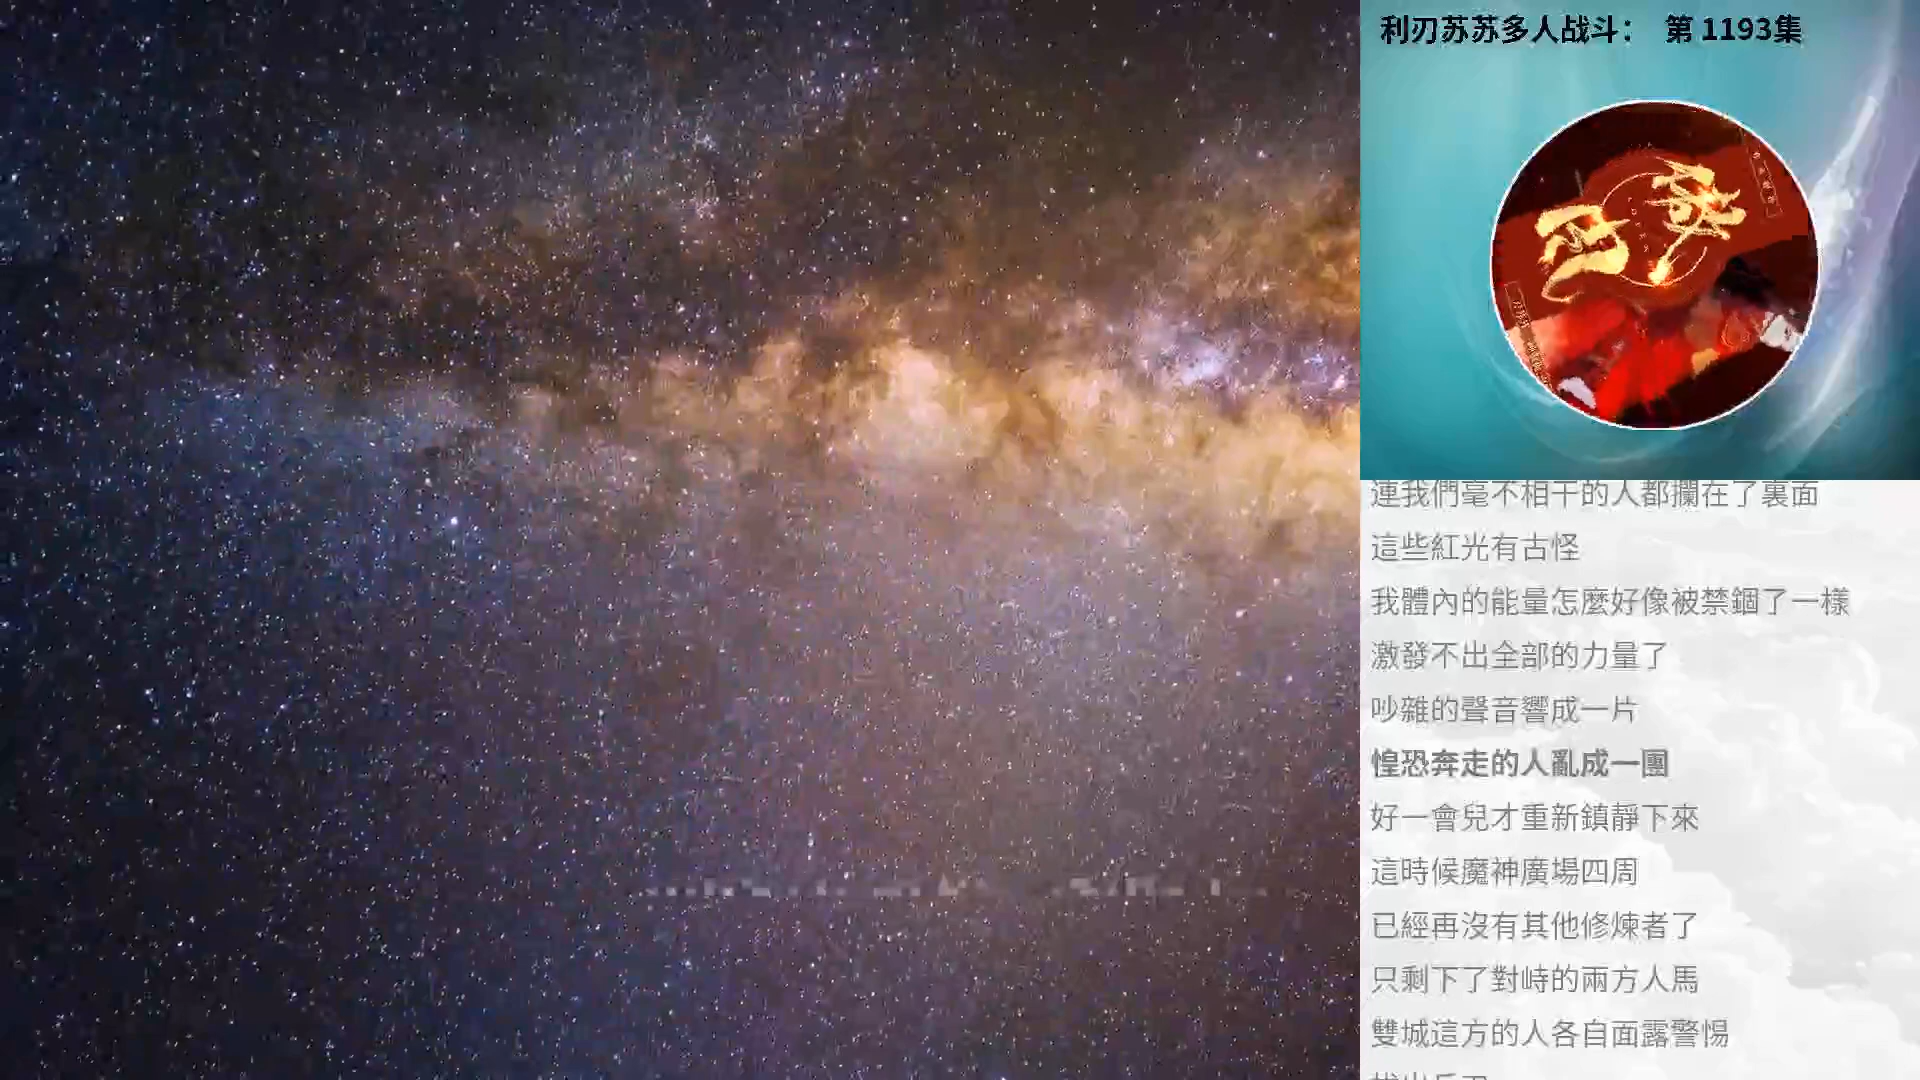 利刃苏苏多人战斗： 第 1193集
連我們毫不相干的人都攔在了裏面
這些紅光有古怪
我體內的能量怎麼好像被禁錮了一樣
激發不出全部的力量了
吵雜的聲音響成一片
惶恐奔走的人亂成一團
好一會兒才重新鎮靜下來
這時候魔神廣場四周
已經再沒有其他修煉者了
只剩下了對峙的兩方人馬
雙城這方的人各自面露警惕